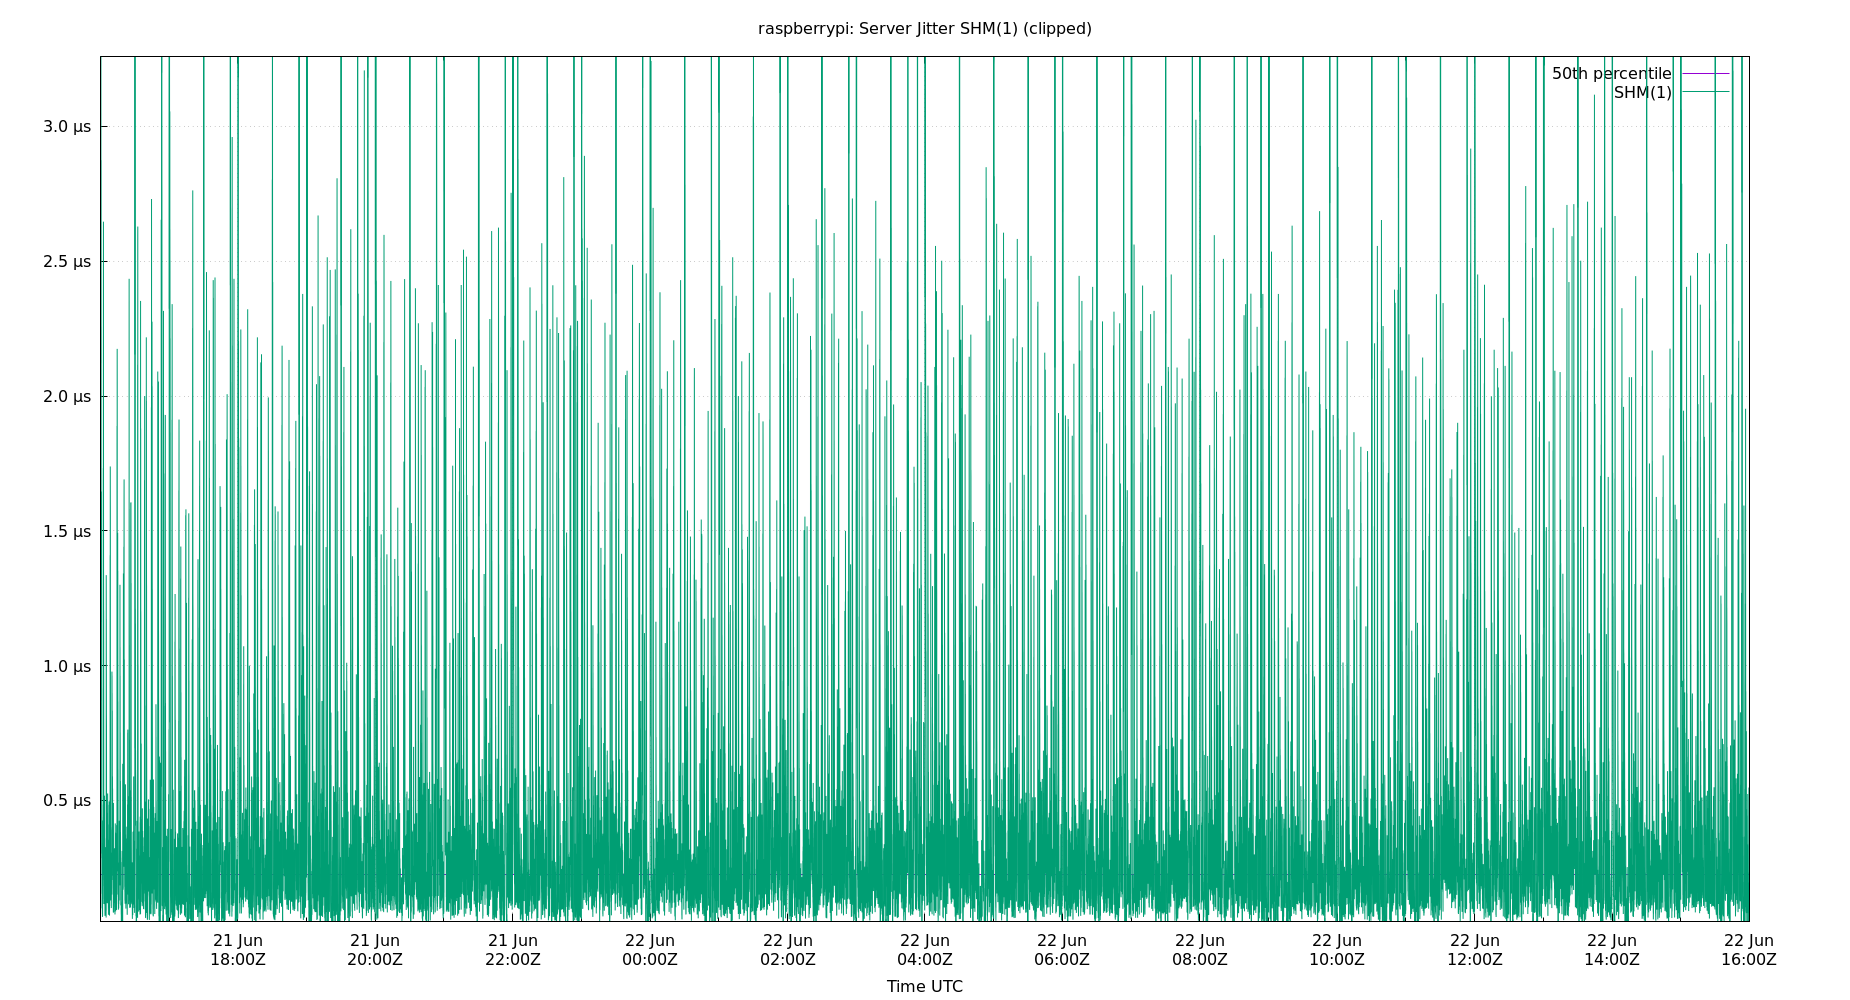 raspberrypi: Server Jitter SHM(1) (clipped)
50th percentile
SHM(1)
3.0 µs
2.5 µs
2.0 µs
1.5 µs
1.0 µs
0.5 µs
21 Jun 21 Jun 21 Jun 22 Jun 22 Jun 22 Jun 22 Jun 22 Jun 22 Jun 22 Jun 22 Jun 22 Jun
18:00Z 20:00Z 22:00Z 00:00Z 02:00Z 04:00Z 06:00Z 08:00Z 10:00Z 12:00Z 14:00Z 16:00Z
Time UTC